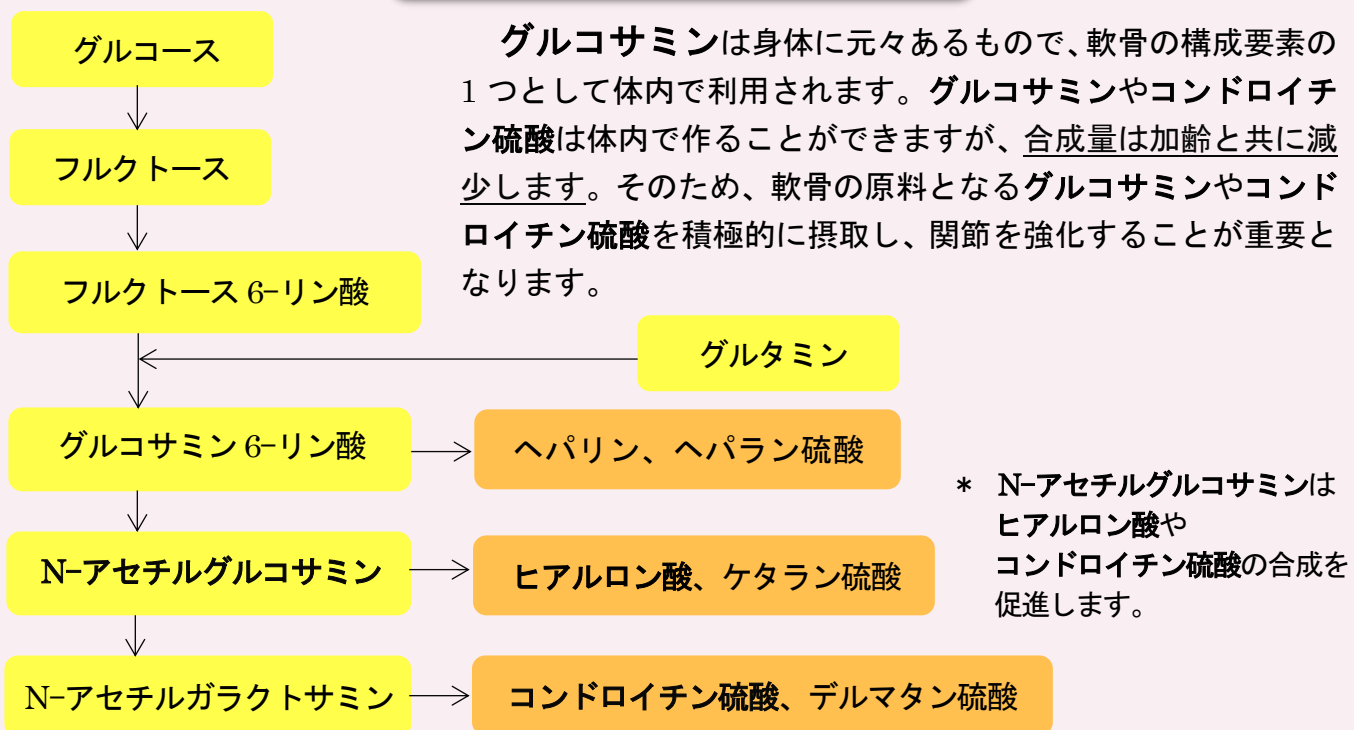 グルコース
グルコサミンは身体に元々あるもので、軟骨の構成要素の
1 つとして体内で利用されます。グルコサミンやコンドロイチ
ン硫酸は体内で作ることができますが、合成量は加齢と共に減
少します。そのため、軟骨の原料となるグルコサミンやコンド
ロイチン硫酸を積極的に摂取し、関節を強化することが重要と
なります。
フルクトース
フルクトース 6-リン酸
グルタミン
グルコサミン 6-リン酸
ヘパリン、ヘパラン硫酸
N-アセチルグルコサミン
ヒアルロン酸、ケタラン硫酸
* N-アセチルグルコサミンは
ヒアルロン酸や
コンドロイチン硫酸の合成を
促進します。
N-アセチルガラクトサミン
コンドロイチン硫酸、デルマタン硫酸